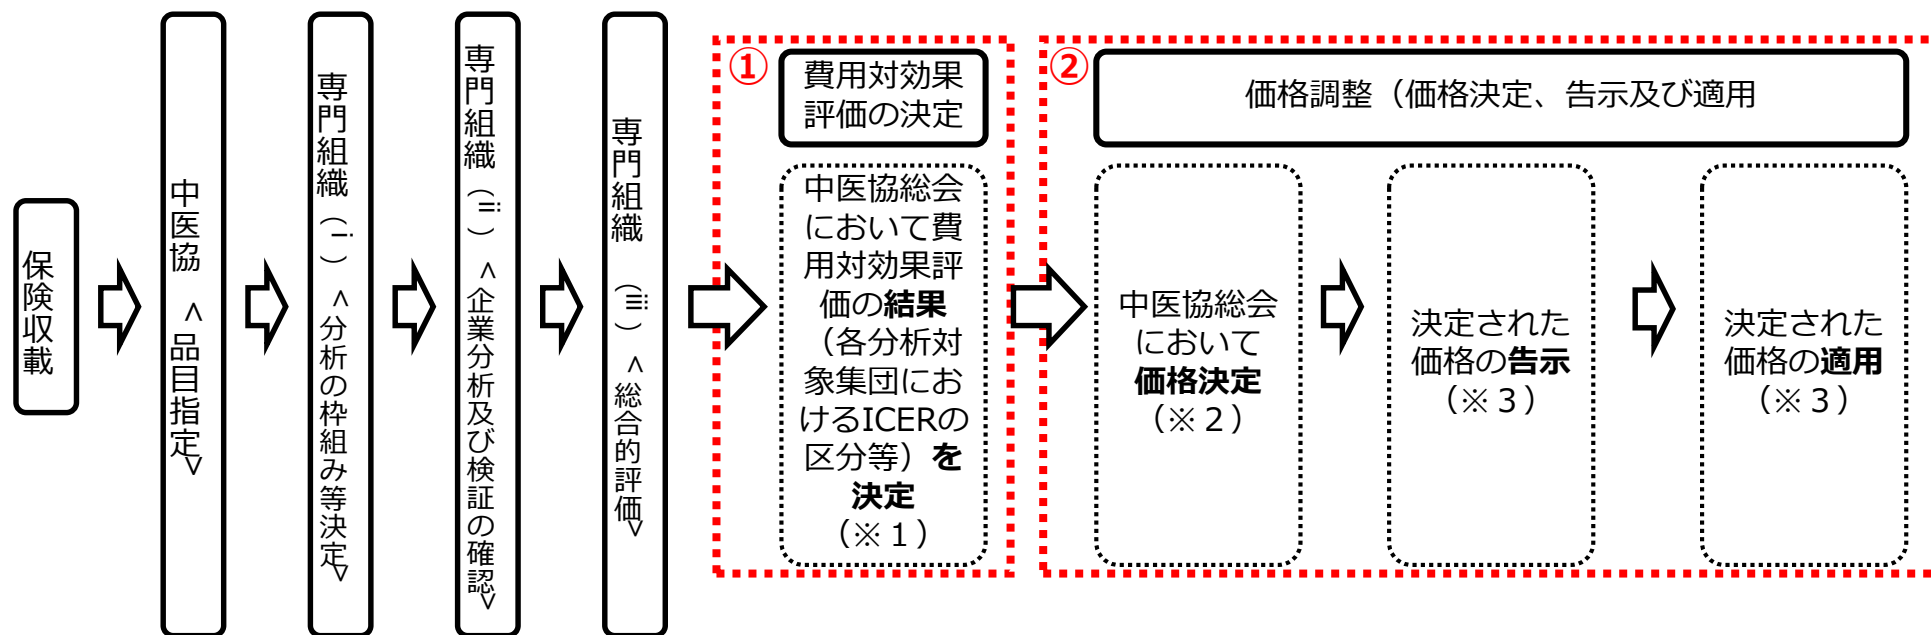 保険収載
中医協 <品目指定>
専門組織（ⅰ）<分析の枠組み等決定>
専門組織（ⅱ）<企業分析及び検証の確認>
専門組織 （ⅲ）<総合的評価>
①
費用対効果
評価の決定
中医協総会
において費
用対効果評
価の結果
（各分析対
象集団にお
けるICERの
区分等）を
決定
（※１）
②
価格調整（価格決定、告示及び適用
中医協総会
において
価格決定
（※２）
決定された
価格の告示
（※３）
決定された
価格の適用
（※３）